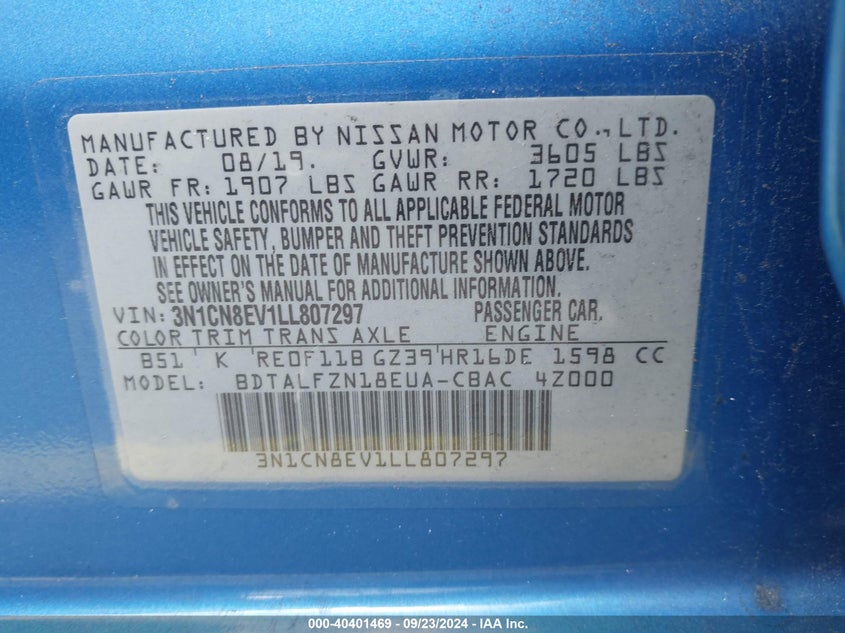 MANUFACTURED BY NISSAN MOTOR CO.,LTD.
DATE: 08/19. GVWR: 3605 LBS
GAWR FR: 1907 LBS GAWR RR: 1720 LBS
THIS VEHICLE CONFORMS TO ALL APPLICABLE FEDERAL MOTOR
VEHICLE SAFETY, BUMPER AND THEFT PREVENTION STANDARDS
IN EFFECT ON THE DATE OF MANUFACTURE SHOWN ABOVE.
SEE OWNER'S MANUAL FOR ADDITIONAL INFORMATION.
VIN: 3N1CN8EV1LL807297 PASSENGER CAR.
COLOR TRIM TRANS AXLE ENGINE
B51 K RE0F11B GZ39 HR16DE 1598 CC
MODEL: BDTALFZN18EUA-CBAC 4Z000
3N1CN8EV1LL807297
000-40401469 - 09/23/2024 - IAA Inc.